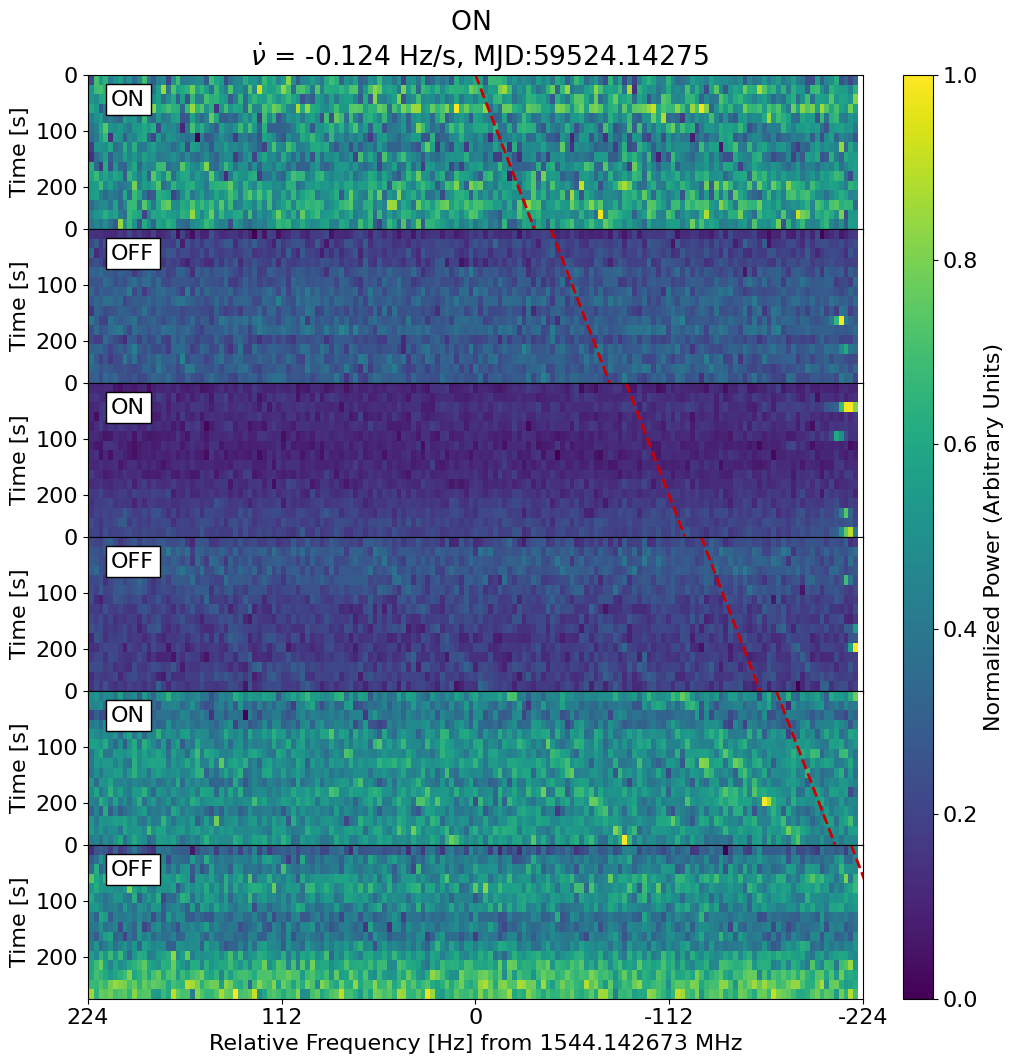 ON
ν̇ = -0.124 Hz/s, MJD:59524.14275
0
100
200
Time [s]
ON
0
100
200
Time [s]
OFF
0
100
200
Time [s]
ON
0
100
200
Time [s]
OFF
0
100
200
Time [s]
ON
0
100
200
Time [s]
OFF
224 112 0 -112 -224
Relative Frequency [Hz] from 1544.142673 MHz
1.0
0.8
0.6
0.4
0.2
0.0
Normalized Power (Arbitrary Units)